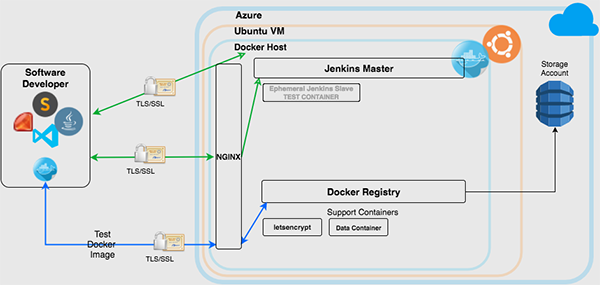 Azure
Ubuntu VM
Docker Host
Software
Developer
S
Java
TLS/SSL
TLS/SSL
Test
Docker
Image
TLS/SSL
NGINX
Jenkins Master
Ephemeral Jenkins Slave
TEST CONTAINER
Docker Registry
Support Containers
letsencrypt
Data Container
Storage
Account